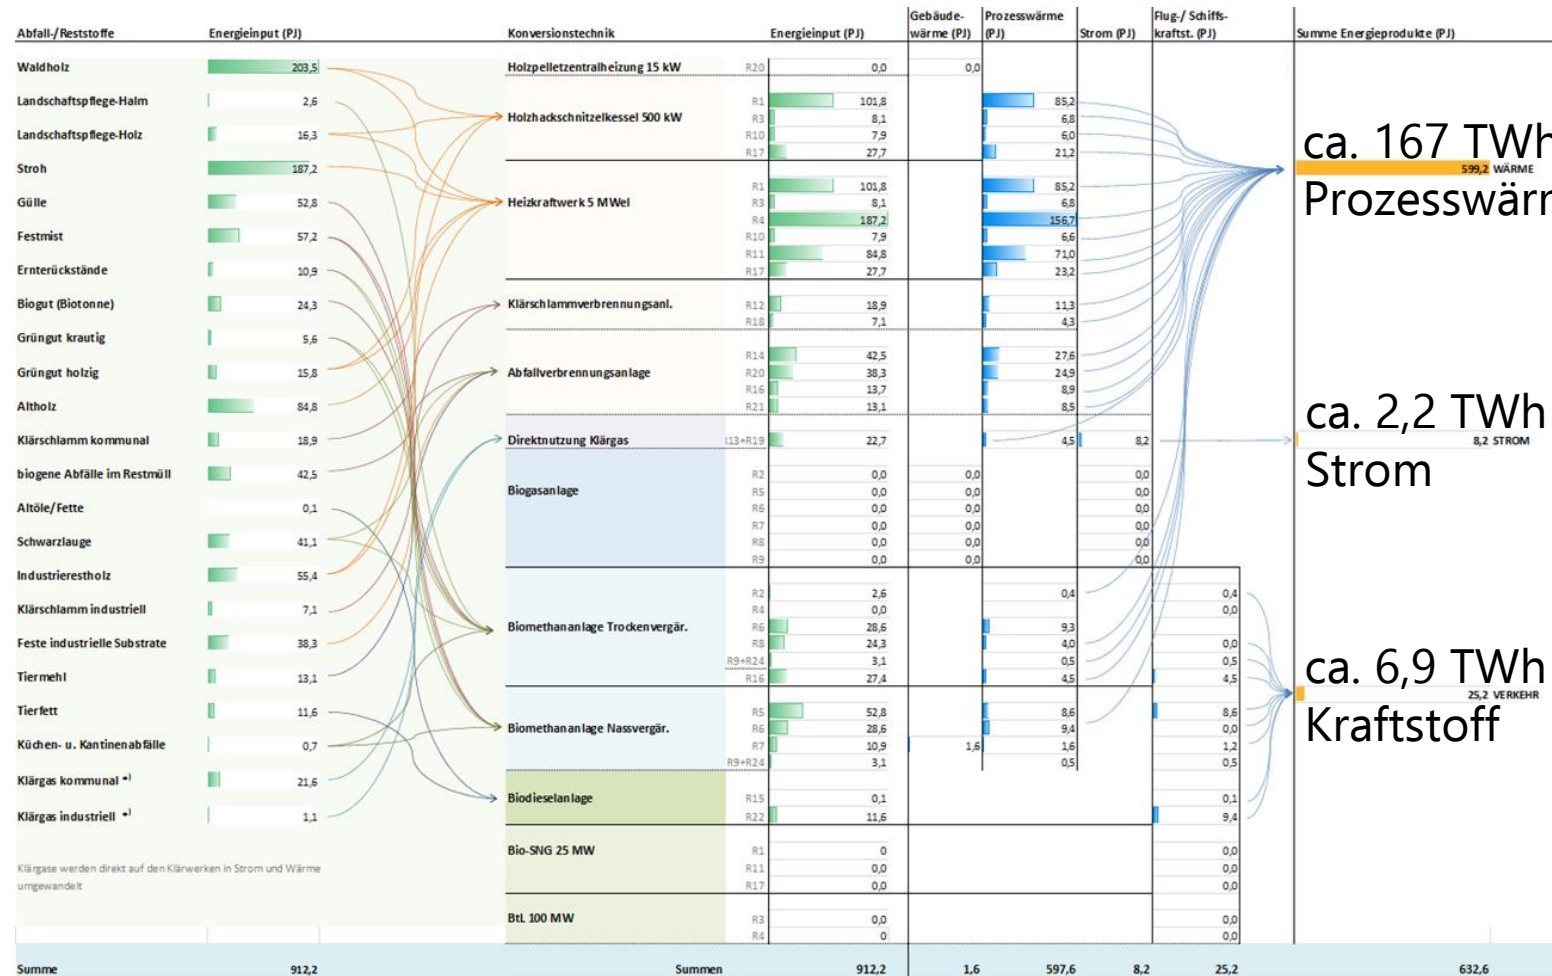 Abfall-/Reststoffe Energieinput (PJ) Konversionstechnik Energieinput (PJ) Gebäude-wärme (PJ) Prozesswärme (PJ) Strom (PJ) Flug-/ Schiffs-kraftst. (PJ) Summe Energieprodukte (PJ)
Waldholz 203,5
Landschaftspflege-Halm 2,6
Landschaftspflege-Holz 16,3
Stroh 187,2
Gülle 52,8
Festmist 57,2
Ernterückstände 10,9
Biogut (Biotonne) 24,3
Grüngut krautig 5,6
Grüngut holzig 15,8
Altholz 84,8
Klärschlamm kommunal 18,9
biogene Abfälle im Restmüll 42,5
Altöle/Fette 0,1
Schwarzlauge 41,1
Industrierestholz 55,4
Klärschlamm industriell 7,1
Feste industrielle Substrate 38,3
Tiermehl 13,1
Tierfett 11,6
Küchen- u. Kantinenabfälle 0,7
Klärgas kommunal *) 21,6
Klärgas industriell *) 1,1
Klärgase werden direkt auf den Klärwerken in Strom und Wärme
umgewandelt
Holzpelletzentralheizung 15 kW R20 0,0 0,0
Holzhackschnitzelkessel 500 kW
R1 101,8 85,2
R3 8,1 6,8
R10 7,9 6,0
R17 27,7 21,2
Heizkraftwerk 5 MWel
R1 101,8 85,2
R3 8,1 6,8
R4 187,2 156,7
R10 7,9 6,6
R11 84,8 71,0
R17 27,7 23,2
Klärschlammverbrennungsanl.
R12 18,9 11,3
R18 7,1 4,3
Abfallverbrennungsanlage
R14 42,5 27,6
R20 38,3 24,9
R16 13,7 8,9
R21 13,1 8,5
Direktnutzung Klärgas 13+R19 22,7 4,5 8,2
Biogasanlage
R2 0,0 0,0 0,0
R5 0,0 0,0 0,0
R6 0,0 0,0 0,0
R7 0,0 0,0 0,0
R8 0,0 0,0 0,0
R9 0,0 0,0 0,0
Biomethananlage Trockenvergär.
R2 2,6 0,4 0,4
R4 0,0 0,0
R6 28,6 9,3
R8 24,3 4,0 0,0
R9+R24 3,1 0,5 0,5
R16 27,4 4,5 4,5
Biomethananlage Nassvergär.
R5 52,8 8,6 8,6
R6 28,6 9,4 0,0
R7 10,9 1,6 1,6 1,2
R9+R24 3,1 0,5 0,5
Biodieselanlage
R15 0,1 0,1
R22 11,6 9,4
Bio-SNG 25 MW
R1 0 0,0
R11 0,0 0,0
R17 0,0 0,0
BtL 100 MW
R3 0,0 0,0
R4 0 0,0
ca. 167 TWh
599,2 WÄRME
Prozesswärm
ca. 2,2 TWh
8,2 STROM
Strom
ca. 6,9 TWh
25,2 VERKEHR
Kraftstoff
Summe 912,2 Summen 912,2 1,6 597,6 8,2 25,2 632,6